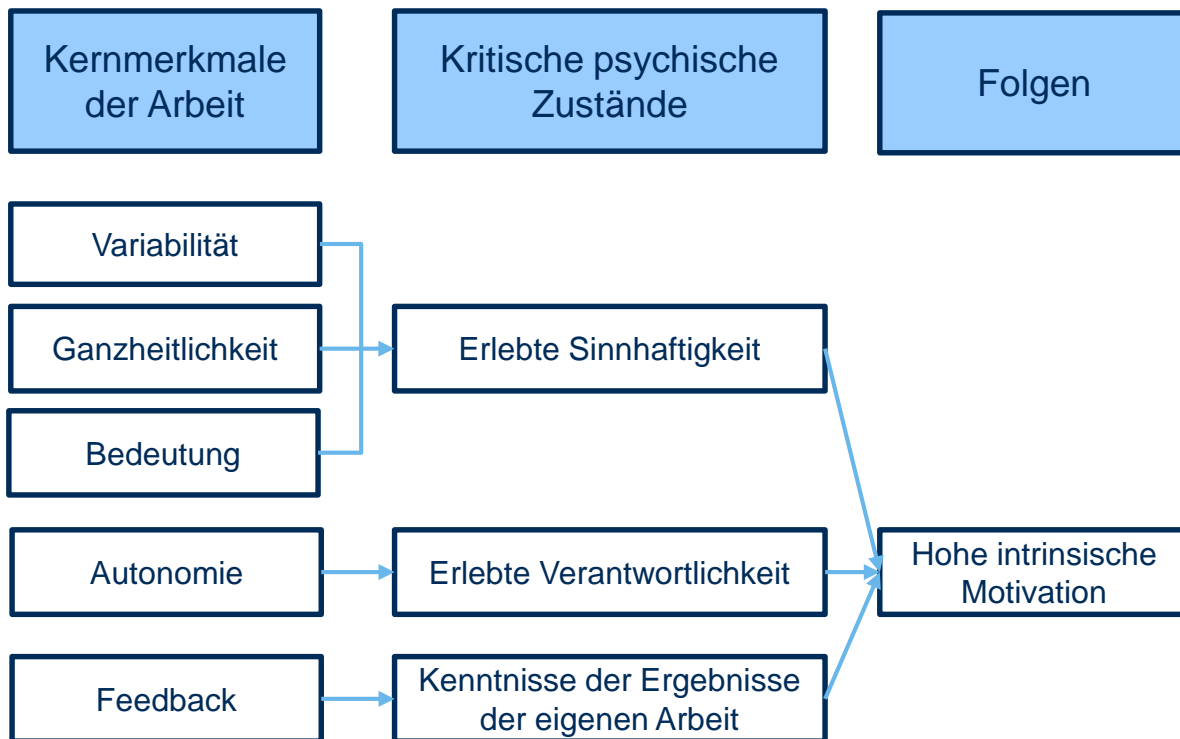 Kernmerkmale
der Arbeit
Kritische psychische
Zustände
Folgen
Variabilität
Ganzheitlichkeit
Erlebte Sinnhaftigkeit
Bedeutung
Autonomie
Erlebte Verantwortlichkeit
Hohe intrinsische
Motivation
Feedback
Kenntnisse der Ergebnisse
der eigenen Arbeit